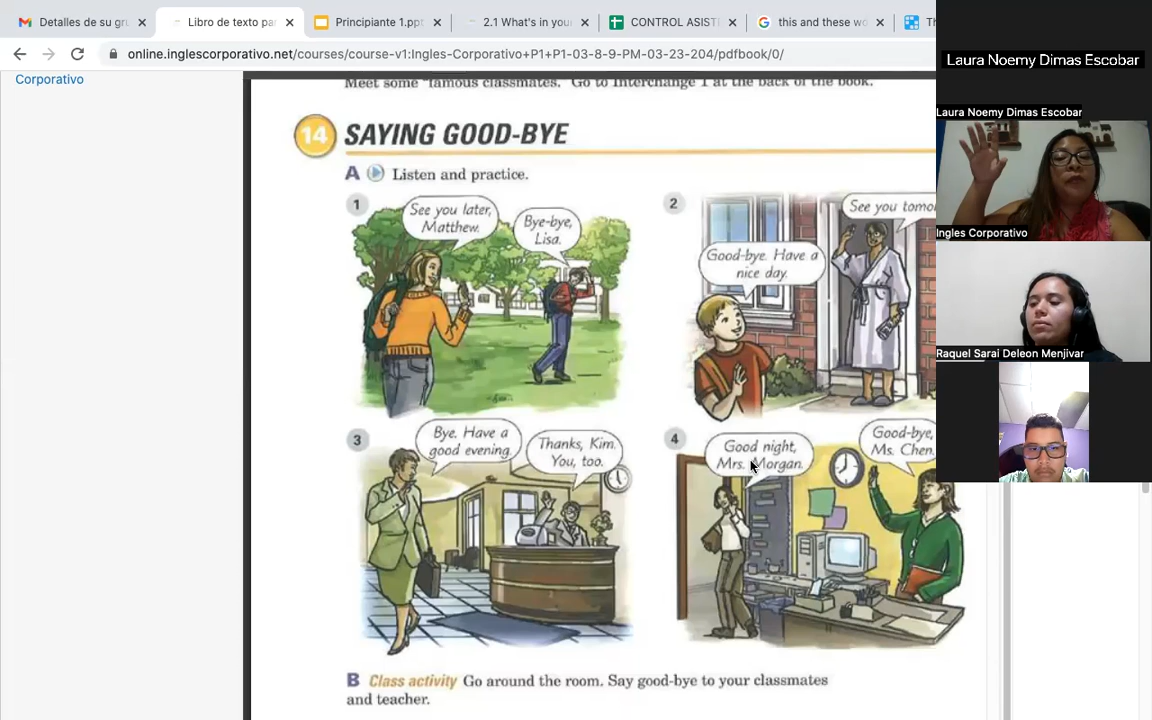 Detalles de su gr
Libro de texto pa
Principiante 1.ppt
2.1 What's in you
CONTROL ASIST
this and these wo
Th
online.inglescorporativo.net/courses/course-v1:Ingles-Corporativo+P1+P1-03-8-9-PM-03-23-204/pdfbook/0/
Corporativo
Meet some "famous classmates." Go to Interchange 1 at the back of the book.
14 SAYING GOOD-BYE
A Listen and practice.
1
See you later,
Matthew.
Bye-bye,
Lisa.
2
Good-bye. Have a
nice day.
See you tomo
3
Bye. Have a
good evening.
Thanks, Kim.
You, too.
4
Good night,
Mrs. Morgan.
Good-bye,
Ms. Chen.
B Class activity Go around the room. Say good-bye to your classmates
and teacher.
Laura Noemy Dimas Escobar
Laura Noemy Dimas Escobar
Ingles Corporativo
Raquel Sarai Deleon Menjivar